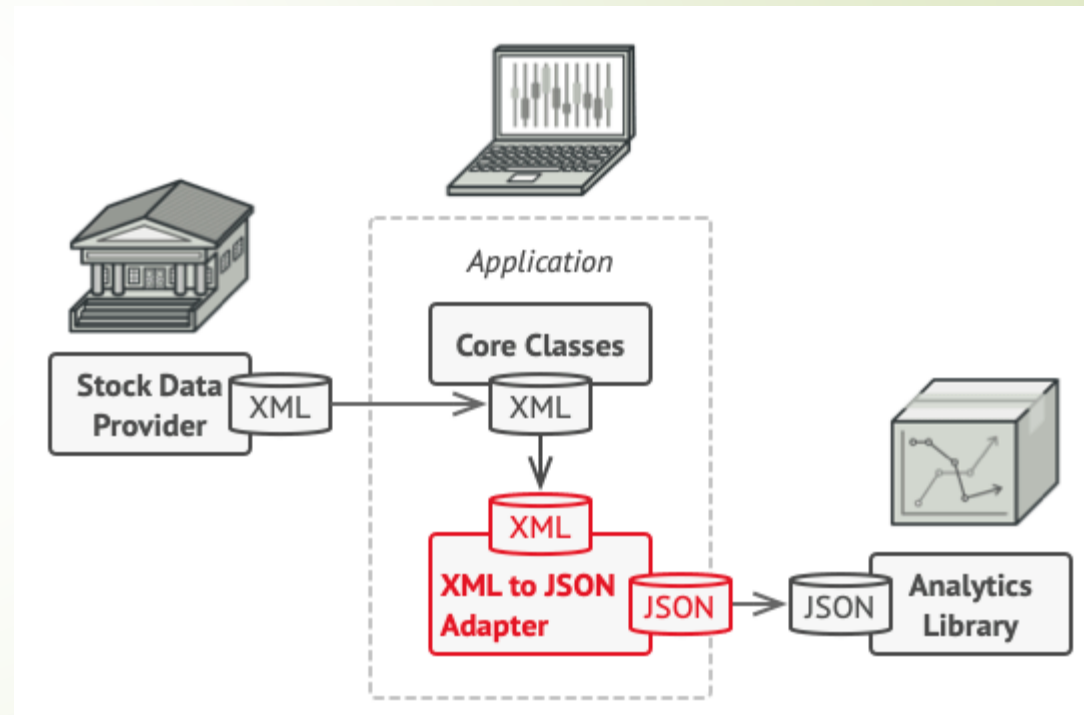 Application
Core Classes
XML
Stock Data
Provider
XML
XML
XML to JSON
Adapter
JSON
JSON
Analytics
Library